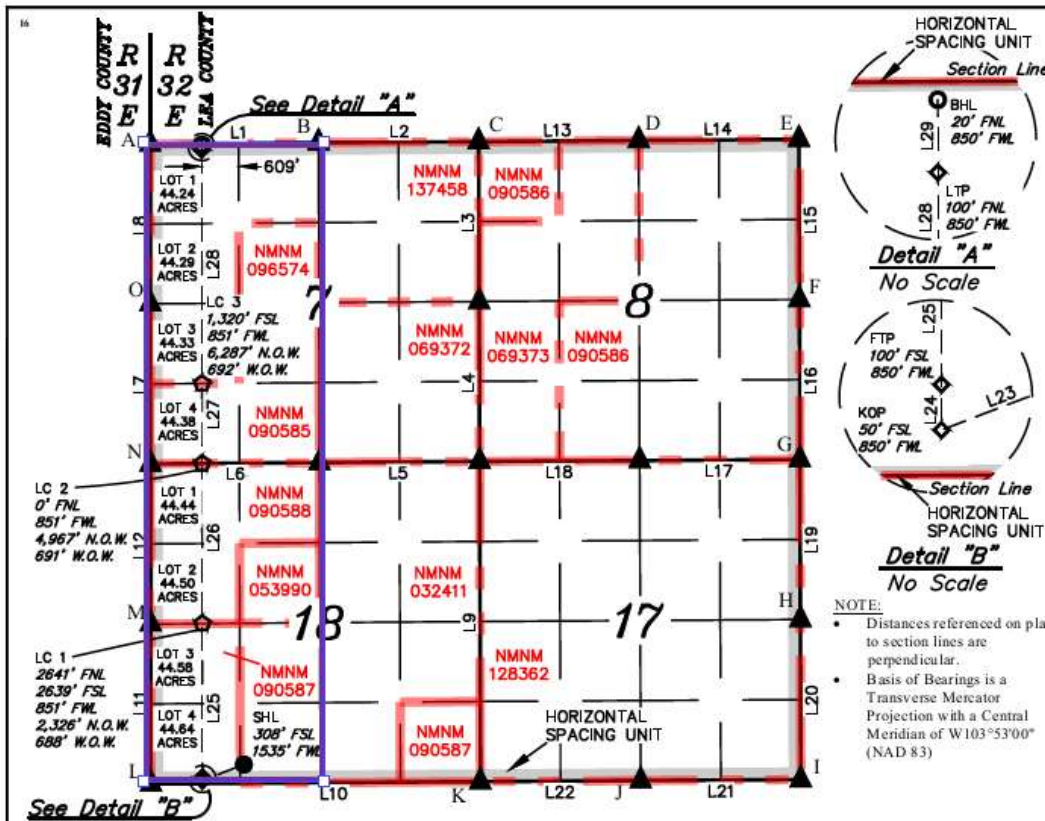 16
EDDY COUNTY
R
31
E
R
32
E
LEA COUNTY
See Detail "A"
A
L1
B
L2
C
L13
D
L14
E
609'
LOT 1
44.24
ACRES
NMNM
137458
NMNM
090586
L8
L3
L15
LOT 2
44.29
ACRES
L28
NMNM
096574
O
7
8
F
LC 3
1,320' FSL
851' FWL
6,287' N.O.W.
692' W.O.W.
LOT 3
44.33
ACRES
NMNM
069372
NMNM
069373
NMNM
090586
L7
L4
L16
LOT 4
44.38
ACRES
L27
NMNM
090585
N
L6
L5
L18
L17
G
LC 2
0' FNL
851' FWL
4,967' N.O.W.
691' W.O.W.
LOT 1
44.44
ACRES
NMNM
090588
L12
L26
L19
LOT 2
44.50
ACRES
NMNM
053990
NMNM
032411
M
18
L9
17
H
LC 1
2641' FNL
2639' FSL
851' FWL
2,326' N.O.W.
688' W.O.W.
LOT 3
44.58
ACRES
NMNM
090587
NMNM
128362
L11
L25
L20
LOT 4
44.64
ACRES
SHL
308' FSL
1535' FWL
NMNM
090587
HORIZONTAL
SPACING UNIT
L10
K
L22
J
L21
I
See Detail "B"
HORIZONTAL
SPACING UNIT
Section Line
BHL
20' FNL
850' FWL
L29
LTP
100' FNL
850' FWL
L28
Detail "A"
No Scale
L25
FTP
100' FSL
850' FWL
L24
L23
KOP
50' FSL
850' FWL
Section Line
HORIZONTAL
SPACING UNIT
Detail "B"
No Scale
NOTE:
• Distances referenced on pla
to section lines are
perpendicular.
• Basis of Bearings is a
Transverse Mercator
Projection with a Central
Meridian of W103°53'00"
(NAD 83)